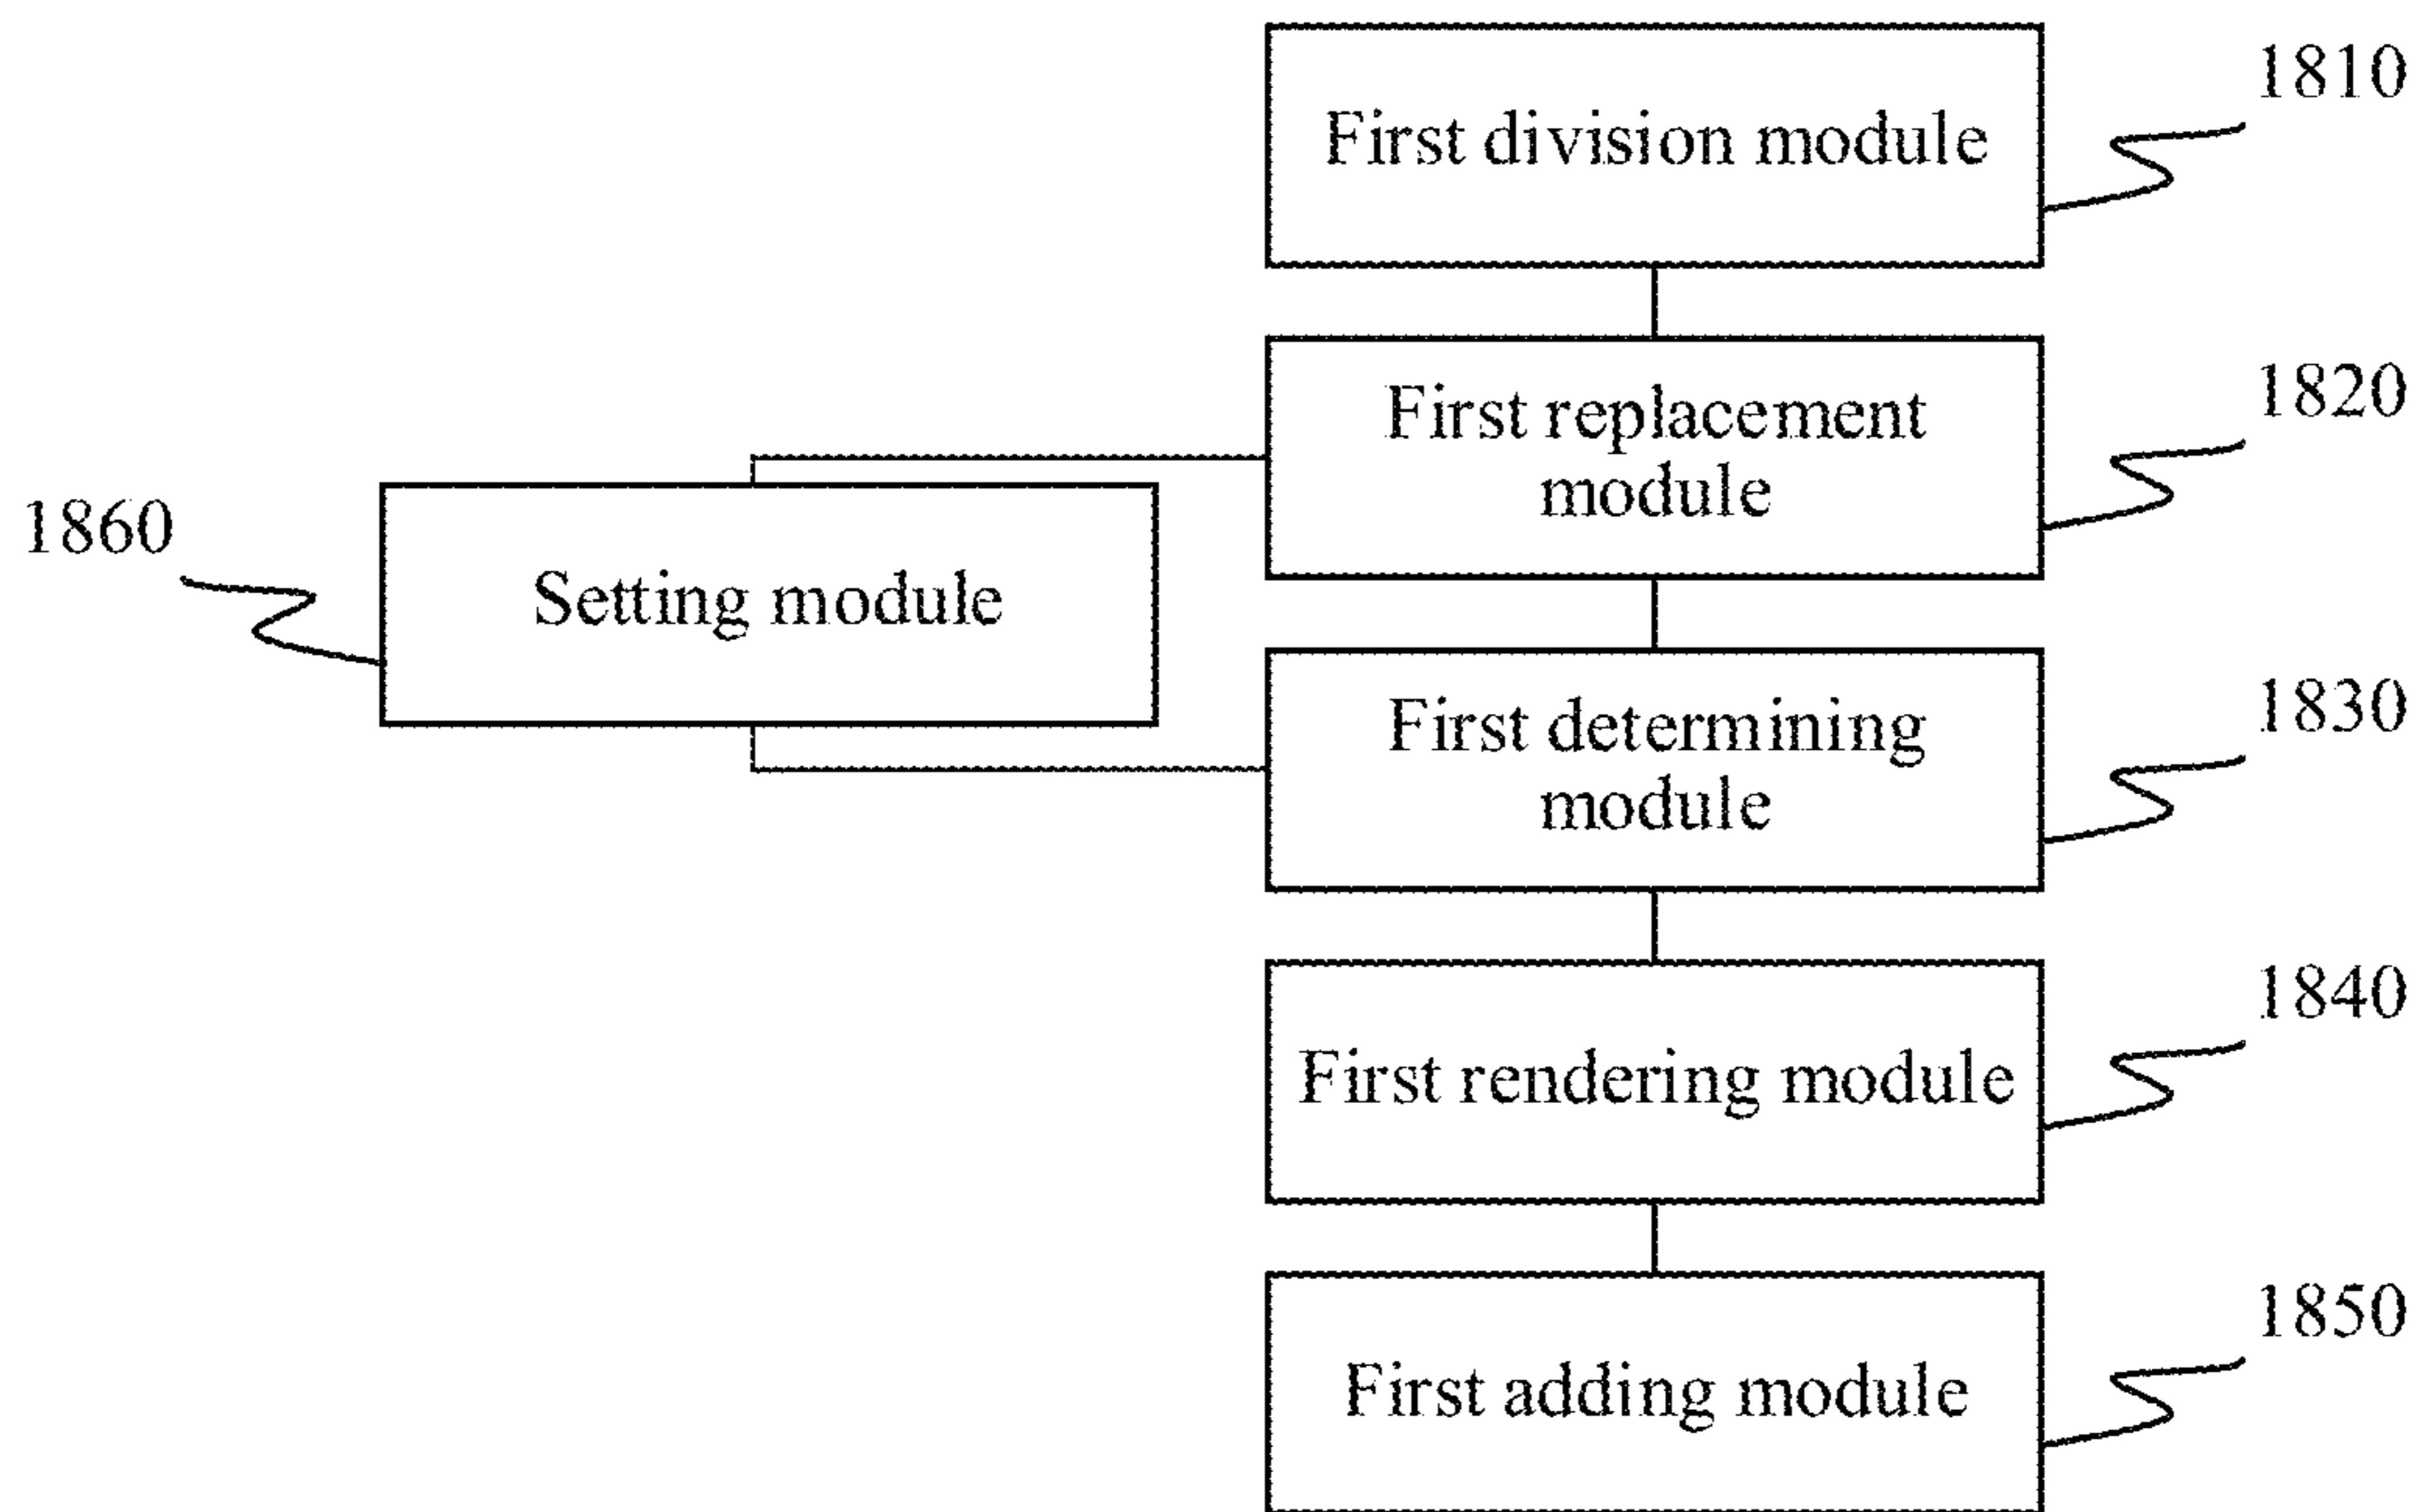 1810
First division module
1820
First replacement
module
1860
Setting module
1830
First determining
module
1840
First rendering module
1850
First adding module